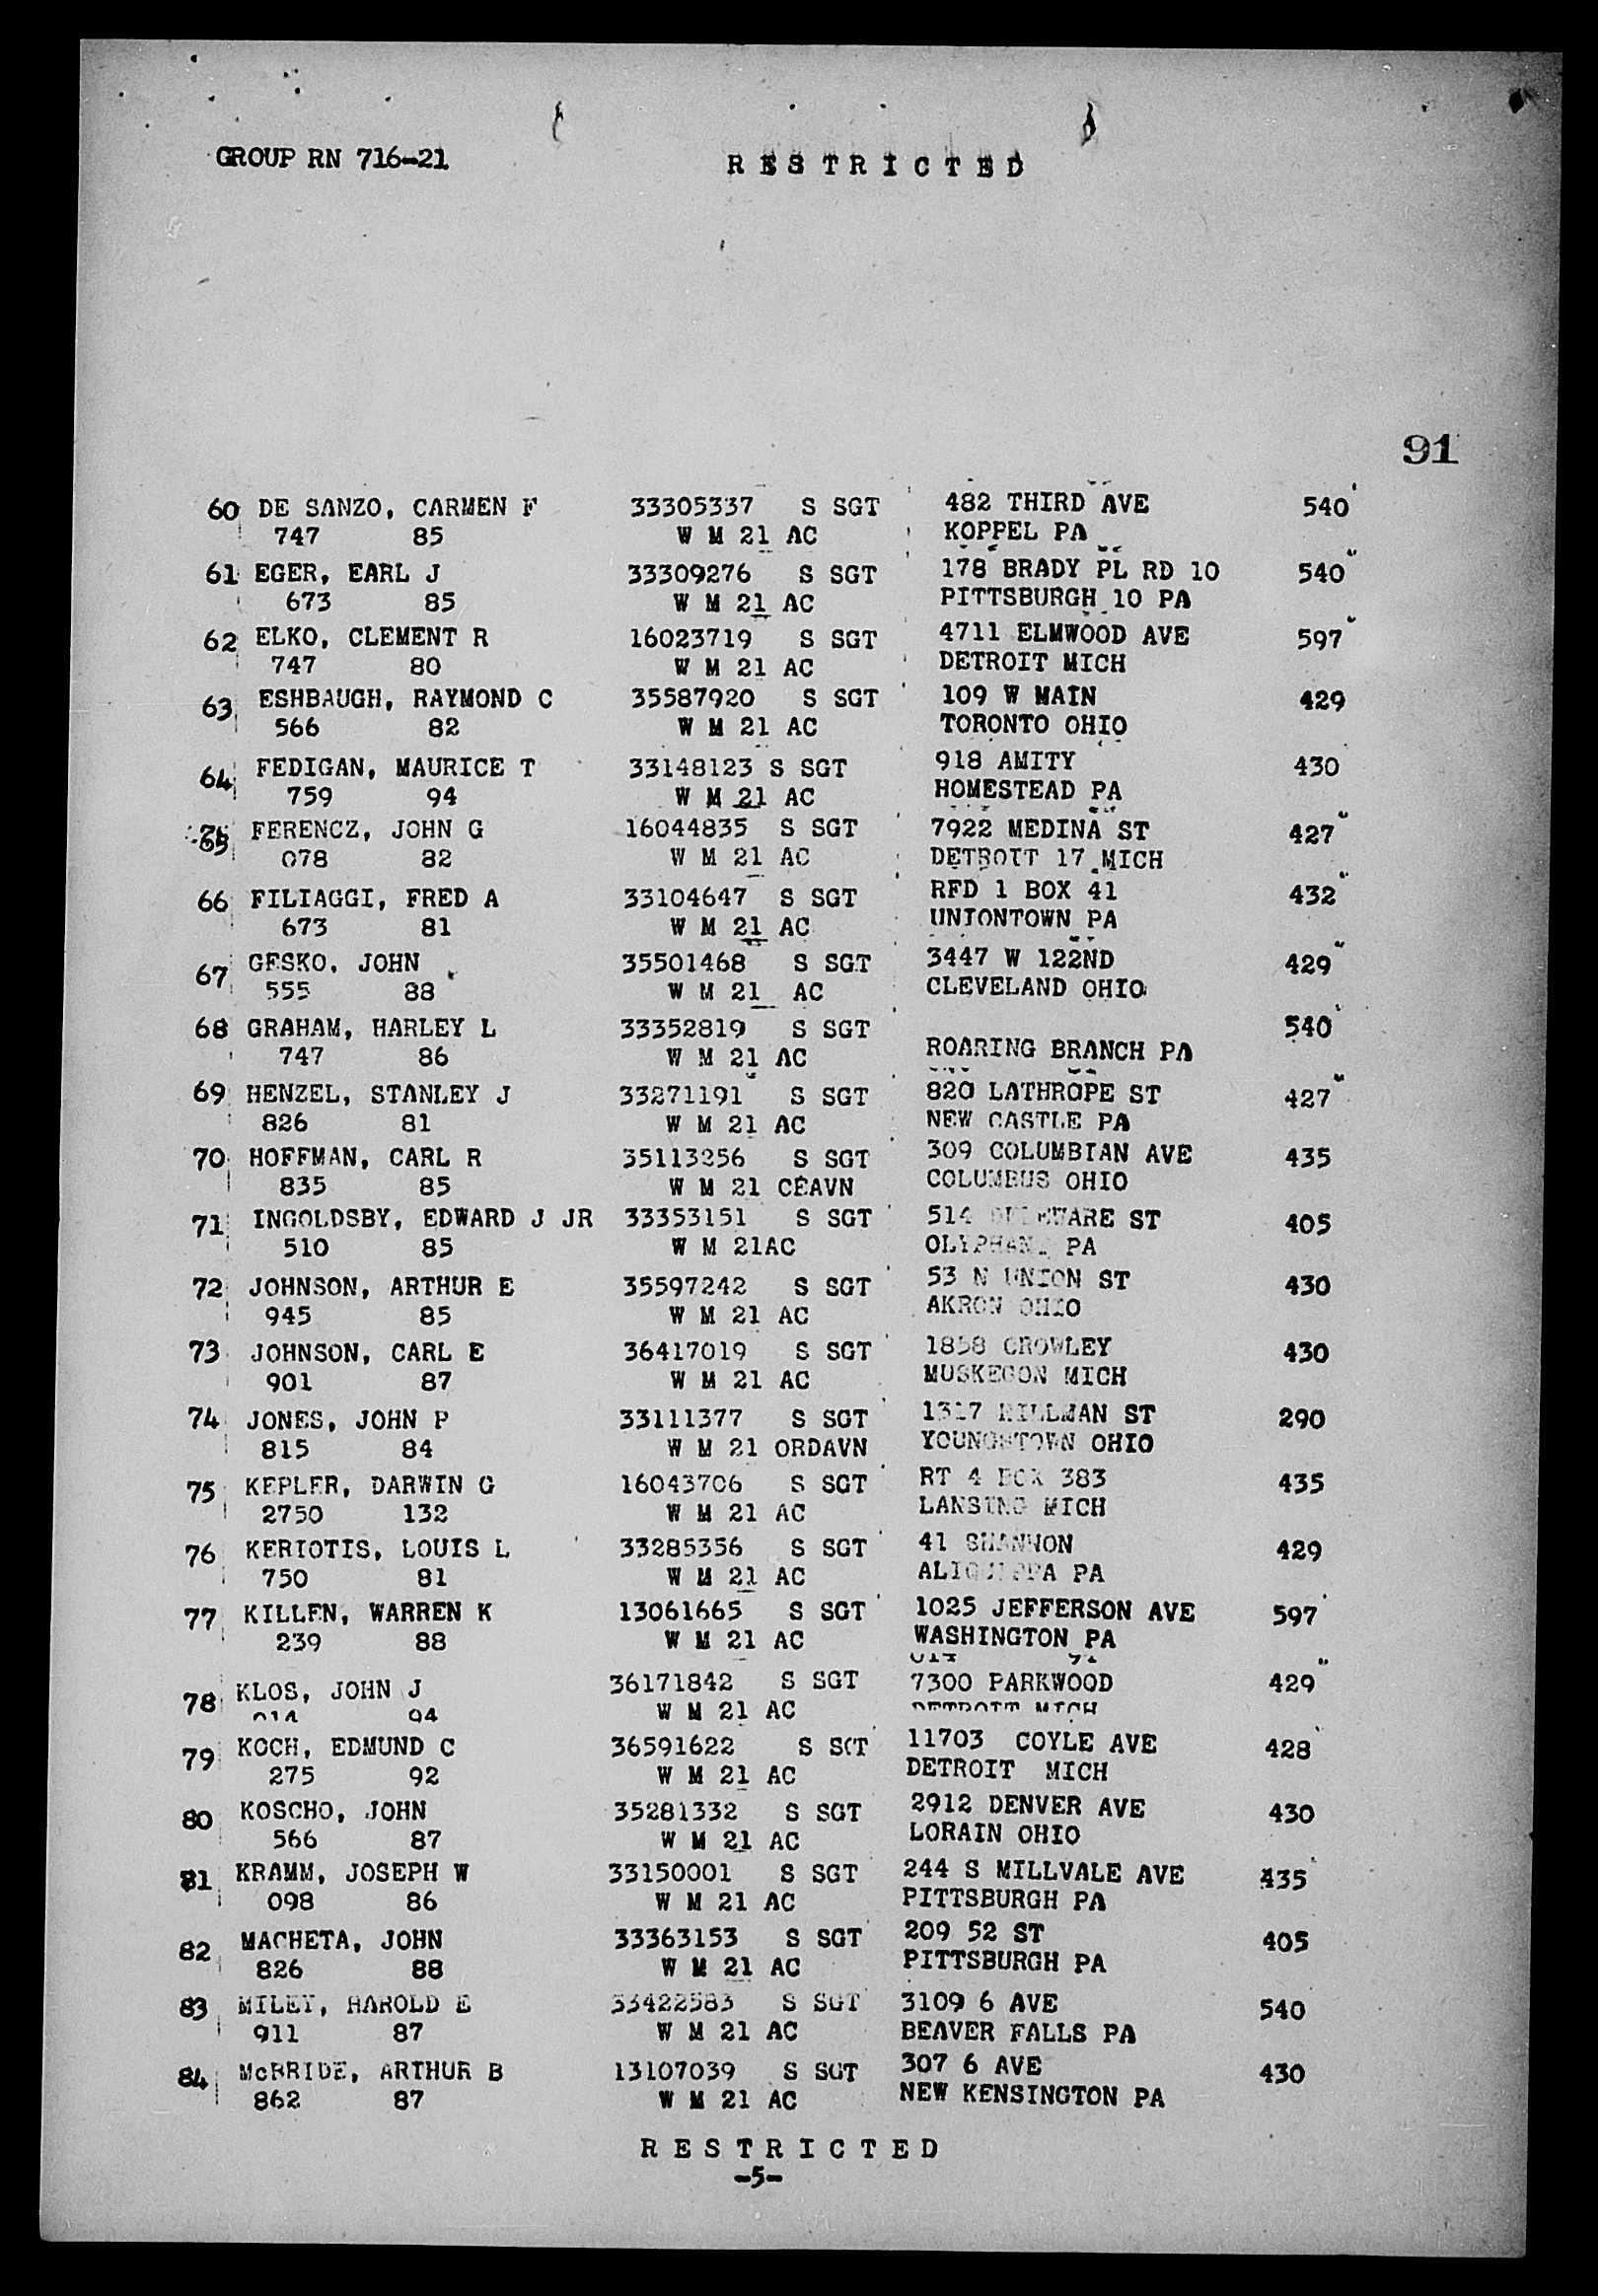 GROUP RN 716-21 R E S T R I C T E D
91
60 DE SANZO, CARMEN F 33305337 S SGT 482 THIRD AVE 540
747 85 W M 21 AC KOPPEL PA
61 EGER, EARL J 33309276 S SGT 178 BRADY PL RD 10 540
673 85 W M 21 AC PITTSBURGH 10 PA
62 ELKO, CLEMENT R 16023719 S SGT 4711 ELMWOOD AVE 597
747 80 W M 21 AC DETROIT MICH
63 ESHBAUGH, RAYMOND C 35587920 S SGT 109 W MAIN 429
566 82 W M 21 AC TORONTO OHIO
64 FEDIGAN, MAURICE T 33148123 S SGT 918 AMITY 430
759 94 W M 21 AC HOMESTEAD PA
65 FERENCZ, JOHN G 16044835 S SGT 7922 MEDINA ST 427
078 82 W M 21 AC DETROIT 17 MICH
66 FILIAGGI, FRED A 33104647 S SGT RFD 1 BOX 41 432
673 81 W M 21 AC UNIONTOWN PA
67 GESKO, JOHN 35501468 S SGT 3447 W 122ND 429
555 88 W M 21 AC CLEVELAND OHIO
68 GRAHAM, HARLEY L 33352819 S SGT 540
747 86 W M 21 AC ROARING BRANCH PA
69 HENZEL, STANLEY J 33271191 S SGT 820 LATHROPE ST 427
826 81 W M 21 AC NEW CASTLE PA
70 HOFFMAN, CARL R 35113256 S SGT 309 COLUMBIAN AVE 435
835 85 W M 21 CEAVN COLUMBUS OHIO
71 INGOLDSBY, EDWARD J JR 33353151 S SGT 514 DELEWARE ST 405
510 85 W M 21AC OLYPHANT PA
72 JOHNSON, ARTHUR E 35597242 S SGT 53 N UNION ST 430
945 85 W M 21 AC AKRON OHIO
73 JOHNSON, CARL E 36417019 S SGT 1858 CROWLEY 430
901 87 W M 21 AC MUSKEGON MICH
74 JONES, JOHN P 33111377 S SGT 1317 HILLMAN ST 290
815 84 W M 21 ORDAVN YOUNGSTOWN OHIO
75 KEPLER, DARWIN G 16043706 S SGT RT 4 BOX 383 435
2750 132 W M 21 AC LANSING MICH
76 KERIOTIS, LOUIS L 33285356 S SGT 41 SHANNON 429
750 81 W M 21 AC ALIQUIPPA PA
77 KILLEN, WARREN K 13061665 S SGT 1025 JEFFERSON AVE 597
239 88 W M 21 AC WASHINGTON PA
78 KLOS, JOHN J 36171842 S SGT 7300 PARKWOOD 429
014 94 W M 21 AC DETROIT MICH
79 KOCH, EDMUND C 36591622 S SGT 11703 COYLE AVE 428
275 92 W M 21 AC DETROIT MICH
80 KOSCHO, JOHN 35281332 S SGT 2912 DENVER AVE 430
566 87 W M 21 AC LORAIN OHIO
81 KRAMM, JOSEPH W 33150001 S SGT 244 S MILLVALE AVE 435
098 86 W M 21 AC PITTSBURGH PA
82 MACHETA, JOHN 33363153 S SGT 209 52 ST 405
826 88 W M 21 AC PITTSBURGH PA
83 MILEY, HAROLD E 33422583 S SGT 3109 6 AVE 540
911 87 W M 21 AC BEAVER FALLS PA
84 McBRIDE, ARTHUR B 13107039 S SGT 307 6 AVE 430
862 87 W M 21 AC NEW KENSINGTON PA
R E S T R I C T E D
-5-